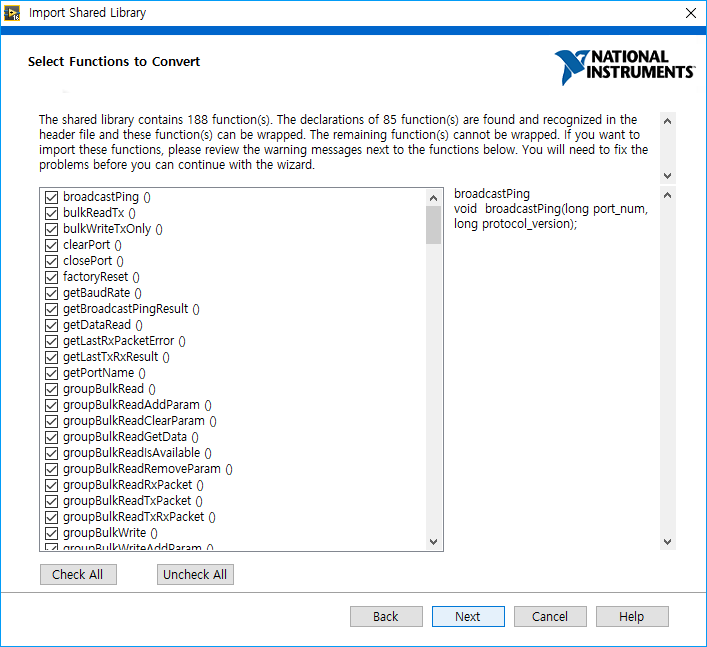 Import Shared Library
Select Functions to Convert
NATIONAL
INSTRUMENTS™
The shared library contains 188 function(s). The declarations of 85 function(s) are found and recognized in the
header file and these function(s) can be wrapped. The remaining function(s) cannot be wrapped. If you want to
import these functions, please review the warning messages next to the functions below. You will need to fix the
problems before you can continue with the wizard.
broadcastPing ()
bulkReadTx ()
bulkWriteTxOnly ()
clearPort ()
closePort ()
factoryReset ()
getBaudRate ()
getBroadcastPingResult ()
getDataRead ()
getLastRxPacketError ()
getLastTxRxResult ()
getPortName ()
groupBulkRead ()
groupBulkReadAddParam ()
groupBulkReadClearParam ()
groupBulkReadGetData ()
groupBulkReadIsAvailable ()
groupBulkReadRemoveParam ()
groupBulkReadRxPacket ()
groupBulkReadTxPacket ()
groupBulkReadTxRxPacket ()
groupBulkWrite ()
groupBulkWriteAddParam ()
broadcastPing
void broadcastPing(long port_num,
long protocol_version);
Check All
Uncheck All
Back
Next
Cancel
Help